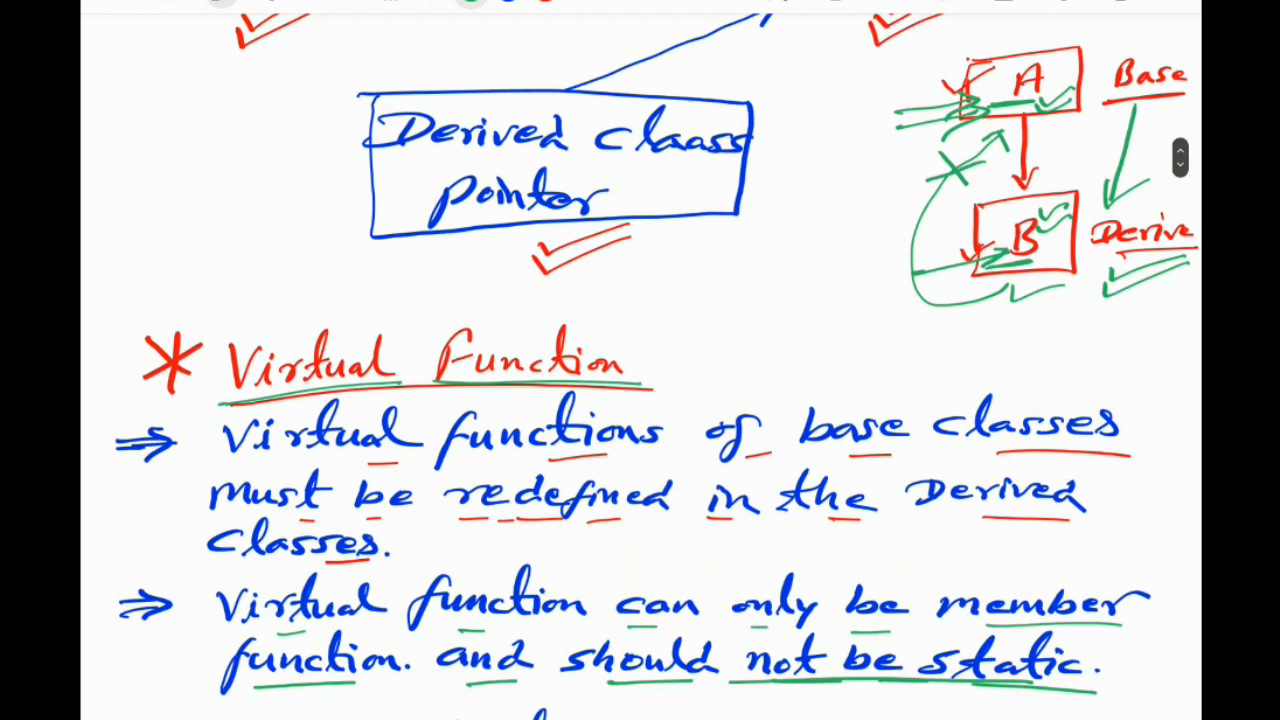 A Base
Derived claass
pointer
B Derive
* Virtual Function
⇒ Virtual functions of base classes
must be redefined in the Derived
classes.
⇒ Virtual function can only be member
function. and should not be static.